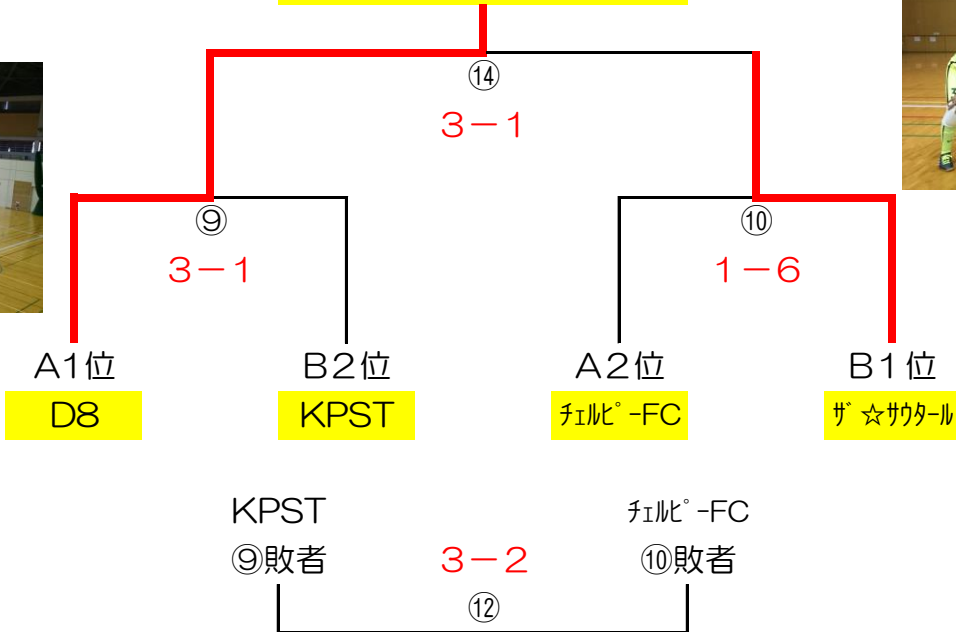 ⑭
3－1
⑨
⑩
3－1
1－6
A1位
B2位
A2位
B1位
D8
KPST
ﾁｪﾙﾋﾟｰFC
ｻﾞ☆ｻｳﾀｰﾙ
KPST
ﾁｪﾙﾋﾟｰFC
⑨敗者
3－2
⑩敗者
⑫